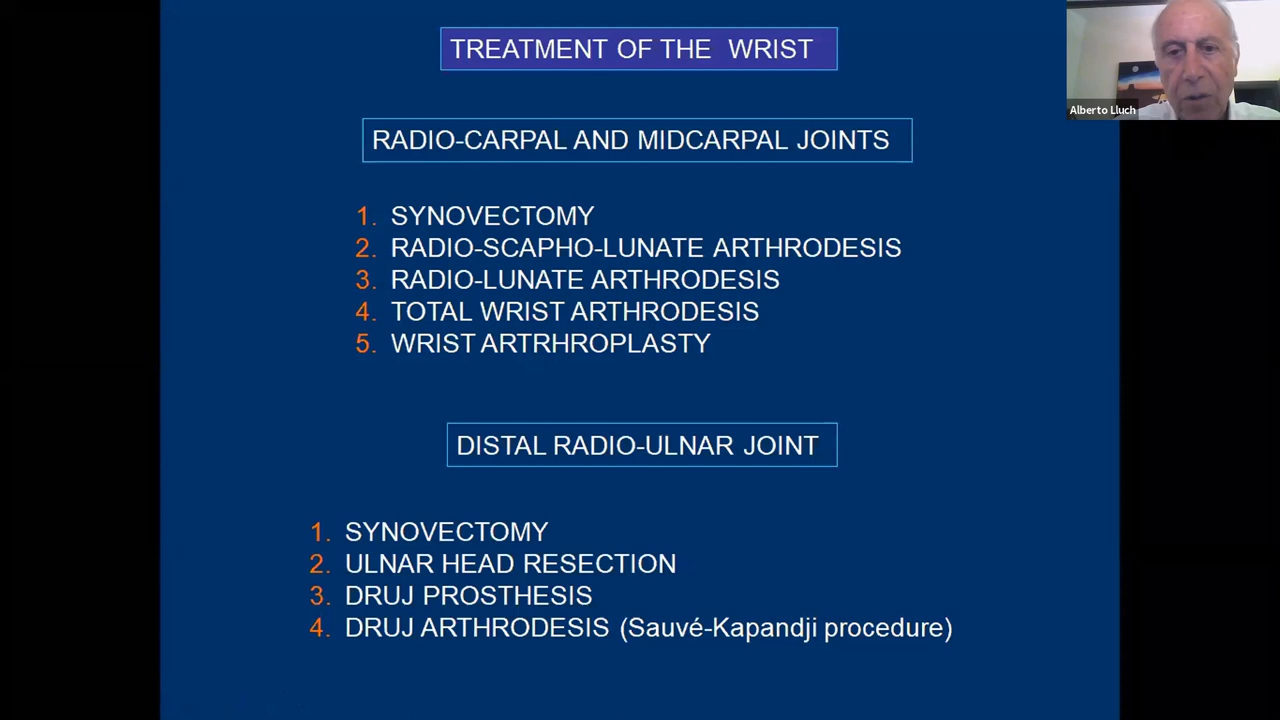 TREATMENT OF THE WRIST
Alberto Lluch
RADIO-CARPAL AND MIDCARPAL JOINTS
1. SYNOVECTOMY
2. RADIO-SCAPHO-LUNATE ARTHRODESIS
3. RADIO-LUNATE ARTHRODESIS
4. TOTAL WRIST ARTHRODESIS
5. WRIST ARTRHROPLASTY
DISTAL RADIO-ULNAR JOINT
1. SYNOVECTOMY
2. ULNAR HEAD RESECTION
3. DRUJ PROSTHESIS
4. DRUJ ARTHRODESIS (Sauvé-Kapandji procedure)